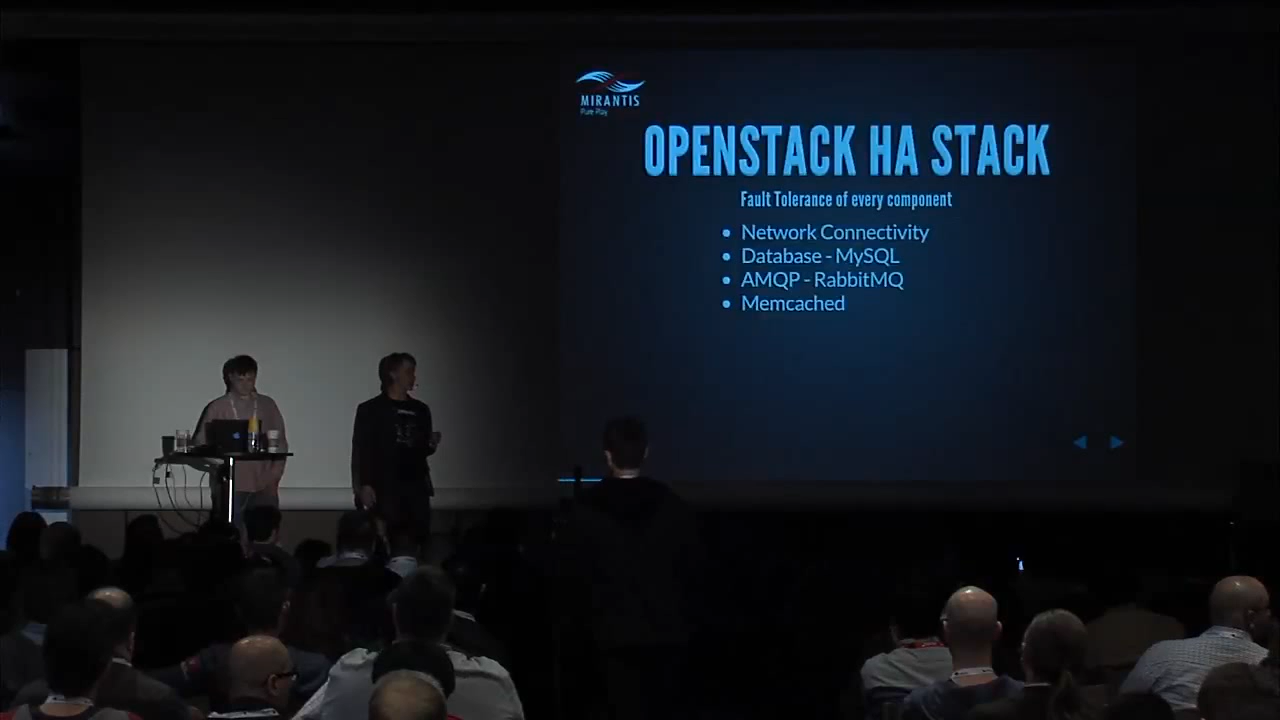 MIRANTIS
Pure Play
OPENSTACK HA STACK
Fault Tolerance of every component
Network Connectivity
Database - MySQL
AMQP - RabbitMQ
Memcached